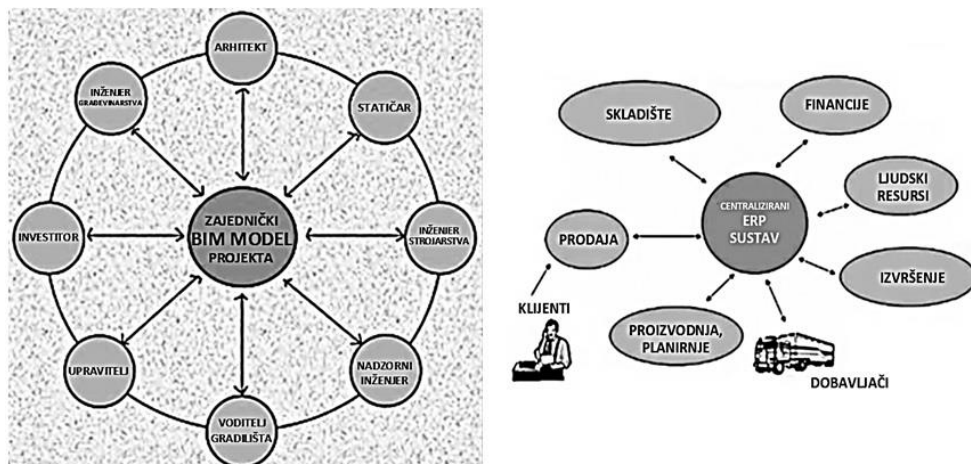 ARHITEKT
INŽENJER
GRAĐEVINARSTVA
STATIČAR
INVESTITOR
ZAJEDNIČKI
BIM MODEL
PROJEKTA
INŽENJER
STROJARSTVA
UPRAVITELJ
NADZORNI
INŽENJER
VODITELJ
GRADILIŠTA
SKLADIŠTE
FINANCIJE
CENTRALIZIRANI
ERP
SUSTAV
LJUDSKI
RESURSI
PRODAJA
IZVRŠENJE
KLIJENTI
PROIZVODNJA,
PLANIRNJE
DOBAVLJAČI